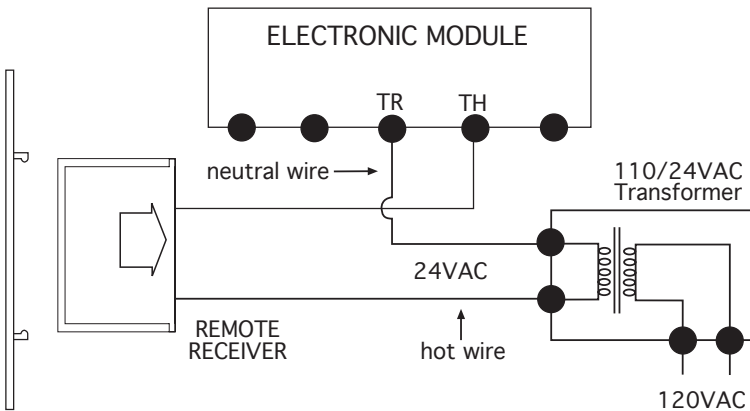 ELECTRONIC MODULE
TR TH
neutral wire
110/24VAC
Transformer
24VAC
REMOTE
RECEIVER
hot wire
120VAC